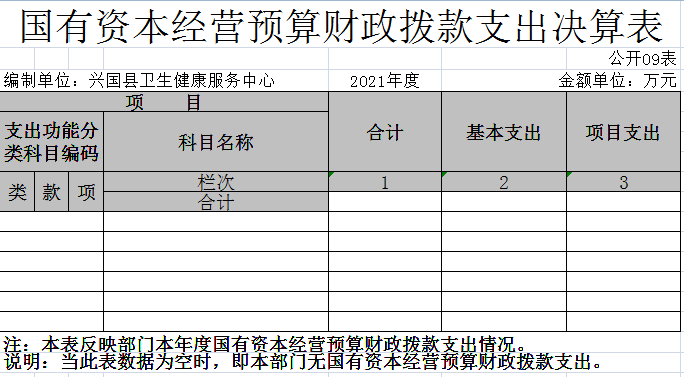 国有资本经营预算财政拨款支出决算表
公开09表
编制单位：兴国县卫生健康服务中心 2021年度 金额单位：万元
项 目
合计 基本支出 项目支出
支出功能分类科目编码
科目名称
类 款 项 栏次 1 2 3
合计
注：本表反映部门本年度国有资本经营预算财政拨款支出情况。
说明：当此表数据为空时，即本部门无国有资本经营预算财政拨款支出。